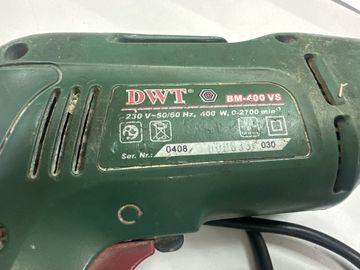 DWT® BM-400 VS
230 V~50/60 Hz, 400 W, 0-2700 min⁻¹
Ser. Nr.: 0408 030